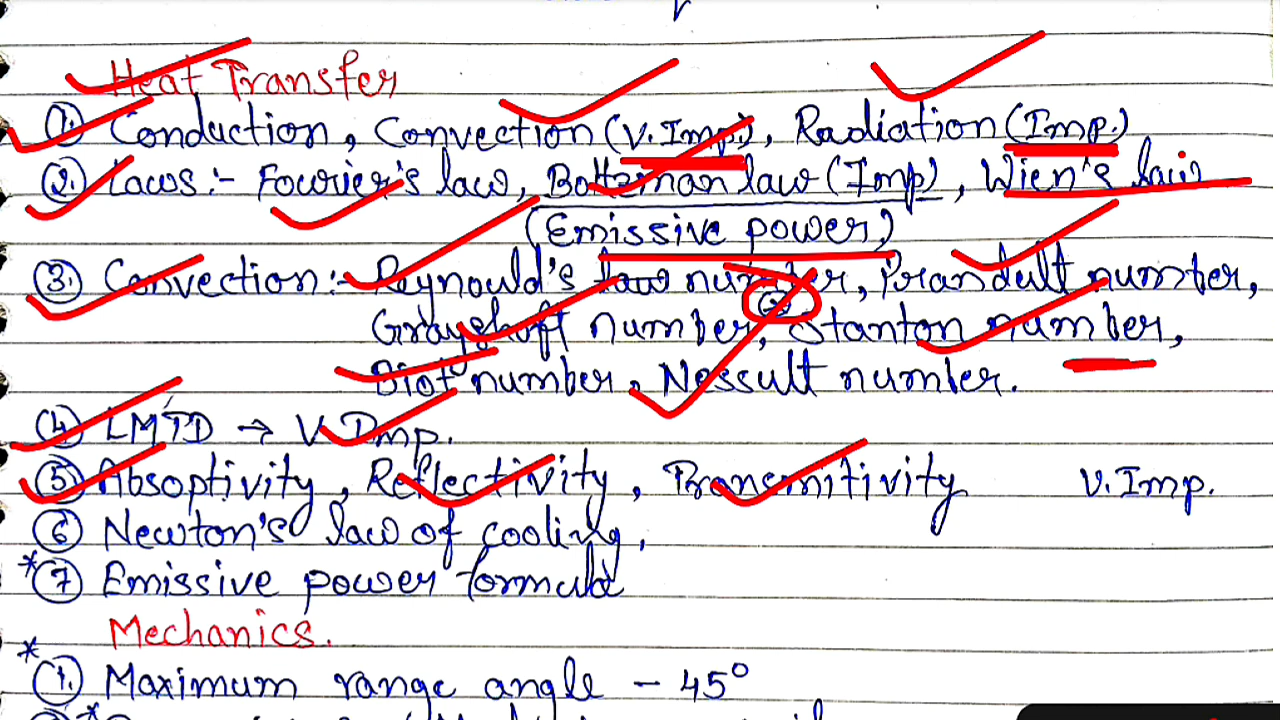 Heat Transfer
① Conduction, Convection (V.Imp.), Radiation (Imp.)
② Laws:- Fourier's law, Boltzman law (Imp), Wien's law
(Emissive power)
③ Convection:- Reynould's law number, Prandult number,
Grayshoff number, Stanton number,
Biot number, Nessult number.
④ LMTD → V Imp.
⑤ Absoptivity, Reflectivity, Transmitivity V.Imp.
⑥ Newton's law of cooling,
*⑦ Emissive power formula
Mechanics.
*① Maximum range angle - 45°